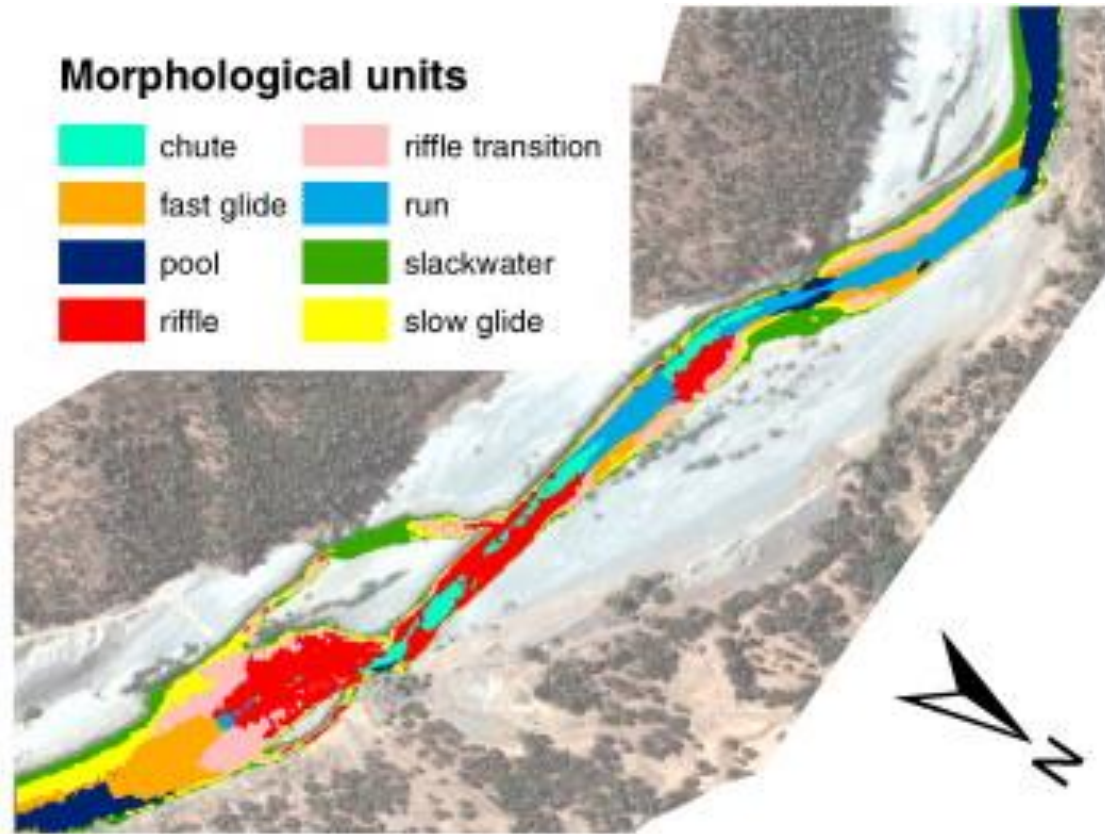 Morphological units
chute
riffle transition
fast glide
run
pool
slackwater
riffle
slow glide
N